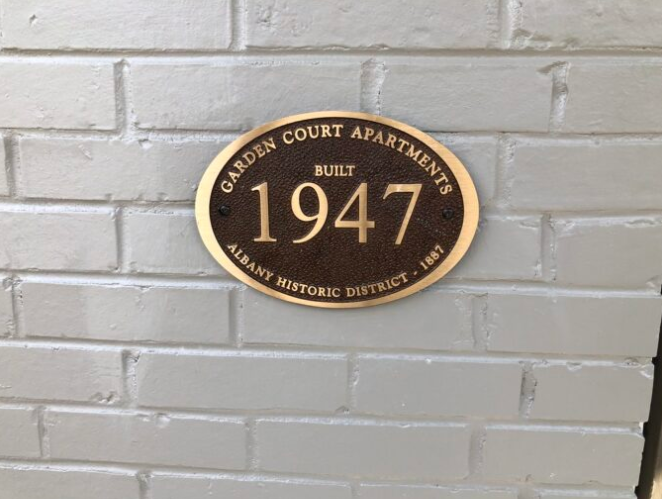 GARDEN COURT APARTMENTS
BUILT
1947
ALBANY HISTORIC DISTRICT - 1887